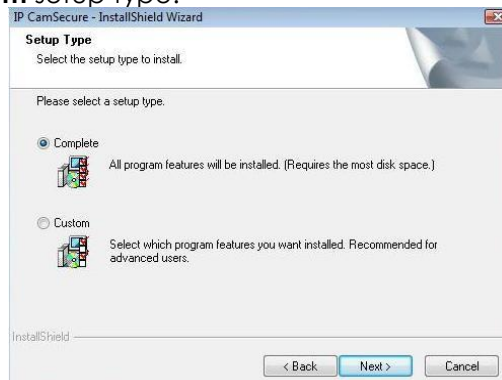 setup type.
IP CamSecure - InstallShield Wizard
Setup Type
Select the setup type to install.
Please select a setup type.
Complete
All program features will be installed. (Requires the most disk space.)
Custom
Select which program features you want installed. Recommended for
advanced users.
InstallShield
< Back Next > Cancel